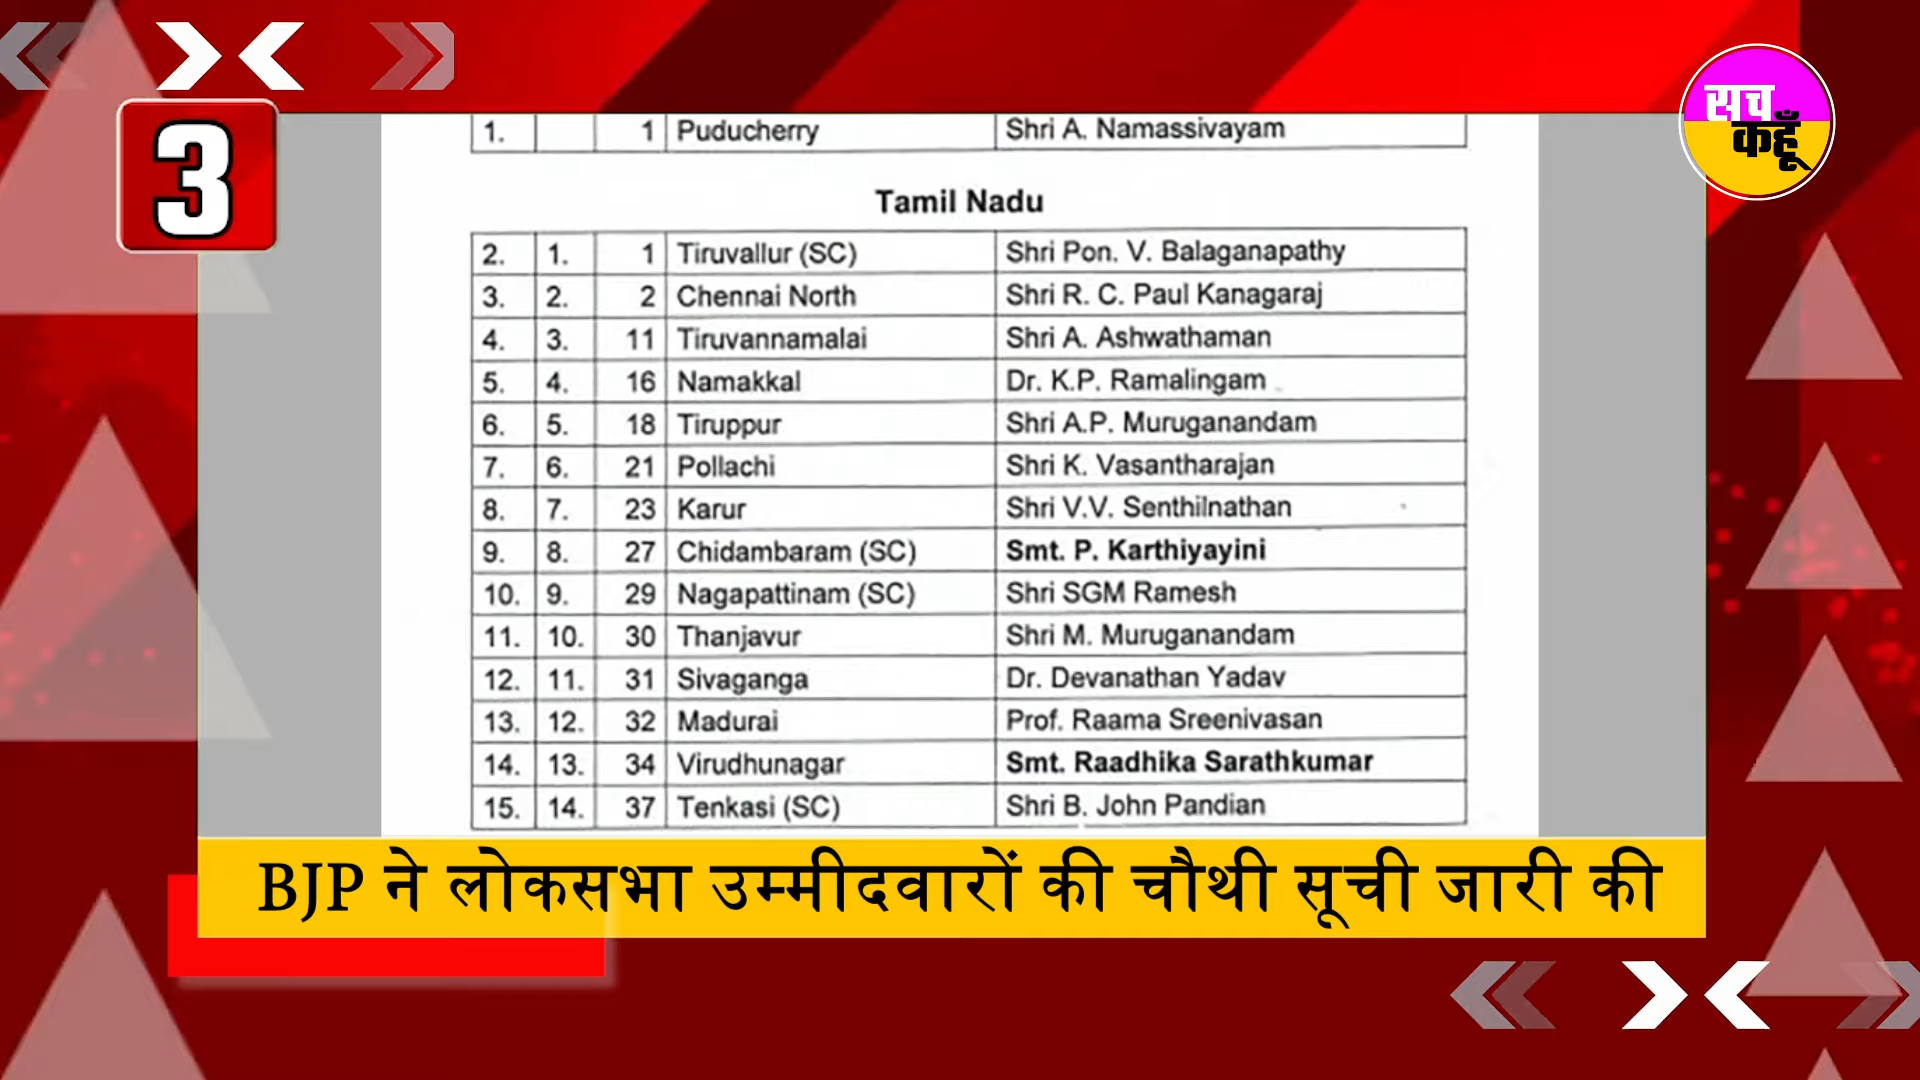 सच
कहूँ
3
1. 1 Puducherry Shri A. Namassivayam
Tamil Nadu
2. 1. 1 Tiruvallur (SC) Shri Pon. V. Balaganapathy
3. 2. 2 Chennai North Shri R. C. Paul Kanagaraj
4. 3. 11 Tiruvannamalai Shri A. Ashwathaman
5. 4. 16 Namakkal Dr. K.P. Ramalingam
6. 5. 18 Tiruppur Shri A.P. Muruganandam
7. 6. 21 Pollachi Shri K. Vasantharajan
8. 7. 23 Karur Shri V.V. Senthilnathan
9. 8. 27 Chidambaram (SC) Smt. P. Karthiyayini
10. 9. 29 Nagapattinam (SC) Shri SGM Ramesh
11. 10. 30 Thanjavur Shri M. Muruganandam
12. 11. 31 Sivaganga Dr. Devanathan Yadav
13. 12. 32 Madurai Prof. Raama Sreenivasan
14. 13. 34 Virudhunagar Smt. Raadhika Sarathkumar
15. 14. 37 Tenkasi (SC) Shri B. John Pandian
BJP ने लोकसभा उम्मीदवारों की चौथी सूची जारी की